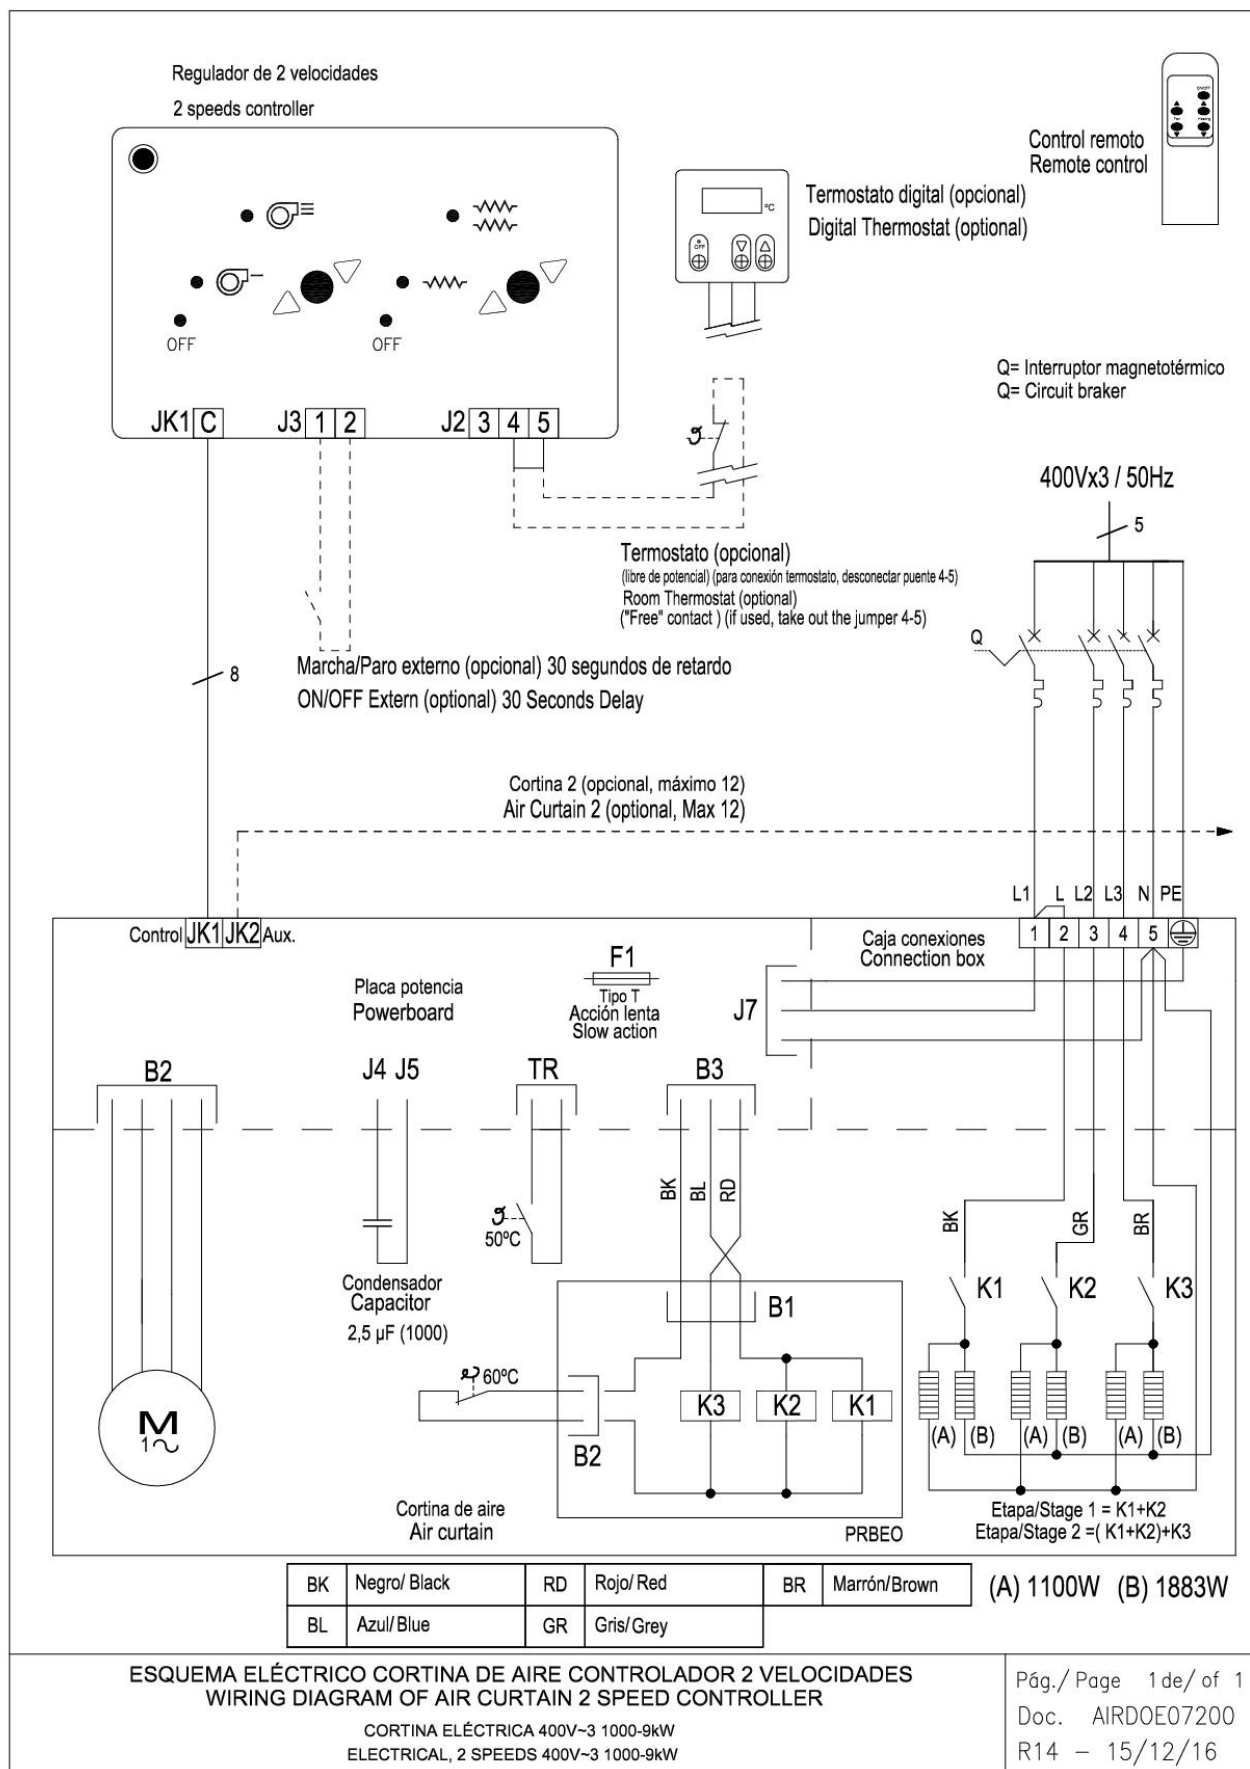 Regulador de 2 velocidades
2 speeds controller
Control remoto
Remote control
ON/OFF
Termostato digital (opcional)
Digital Thermostat (optional)
ºC
OFF
OFF
OFF
Q= Interruptor magnetotérmico
Q= Circuit braker
JK1 C
J3 1 2
J2 3 4 5
400Vx3 / 50Hz
5
Termostato (opcional)
(libre de potencial) (para conexión termostato, desconectar puente 4-5)
Room Thermostat (optional)
("Free" contact ) (if used, take out the jumper 4-5)
Q
8
Marcha/Paro externo (opcional) 30 segundos de retardo
ON/OFF Extern (optional) 30 Seconds Delay
Cortina 2 (opcional, máximo 12)
Air Curtain 2 (optional, Max 12)
L1 L L2 L3 N PE
1 2 3 4 5
Control JK1 JK2 Aux.
Caja conexiones
Connection box
Placa potencia
Powerboard
F1
Tipo T
Acción lenta
Slow action
J7
B2
J4 J5
TR
B3
BK
BL
RD
BK
GR
BR
50ºC
Condensador
Capacitor
2,5 µF (1000)
B1
K1
K2
K3
60ºC
K3
K2
K1
B2
M
1
(A) (B) (A) (B) (A) (B)
Cortina de aire
Air curtain
PRBEO
Etapa/Stage 1 = K1+K2
Etapa/Stage 2 =( K1+K2)+K3
BK Negro/ Black RD Rojo/ Red BR Marrón/Brown
BL Azul/ Blue GR Gris/Grey
(A) 1100W (B) 1883W
ESQUEMA ELÉCTRICO CORTINA DE AIRE CONTROLADOR 2 VELOCIDADES
WIRING DIAGRAM OF AIR CURTAIN 2 SPEED CONTROLLER
CORTINA ELÉCTRICA 400V~3 1000-9kW
ELECTRICAL, 2 SPEEDS 400V~3 1000-9kW
Pág./ Page 1 de/ of 1
Doc. AIRDOE07200
R14 - 15/12/16